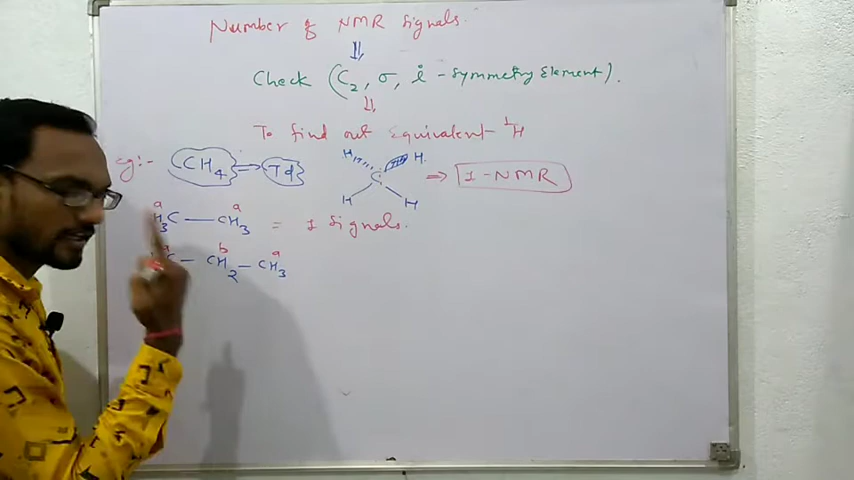 Number of NMR Signals.
⇓
Check (C2, σ, i - Symmetry Element).
⇓
To find out Equivalent - 1H
eg:- CH4 ⇒ Td H H C H H ⇒ 1-NMR
a a
H3C — CH3 = 1 Signals.
b a
C — CH2 — CH3